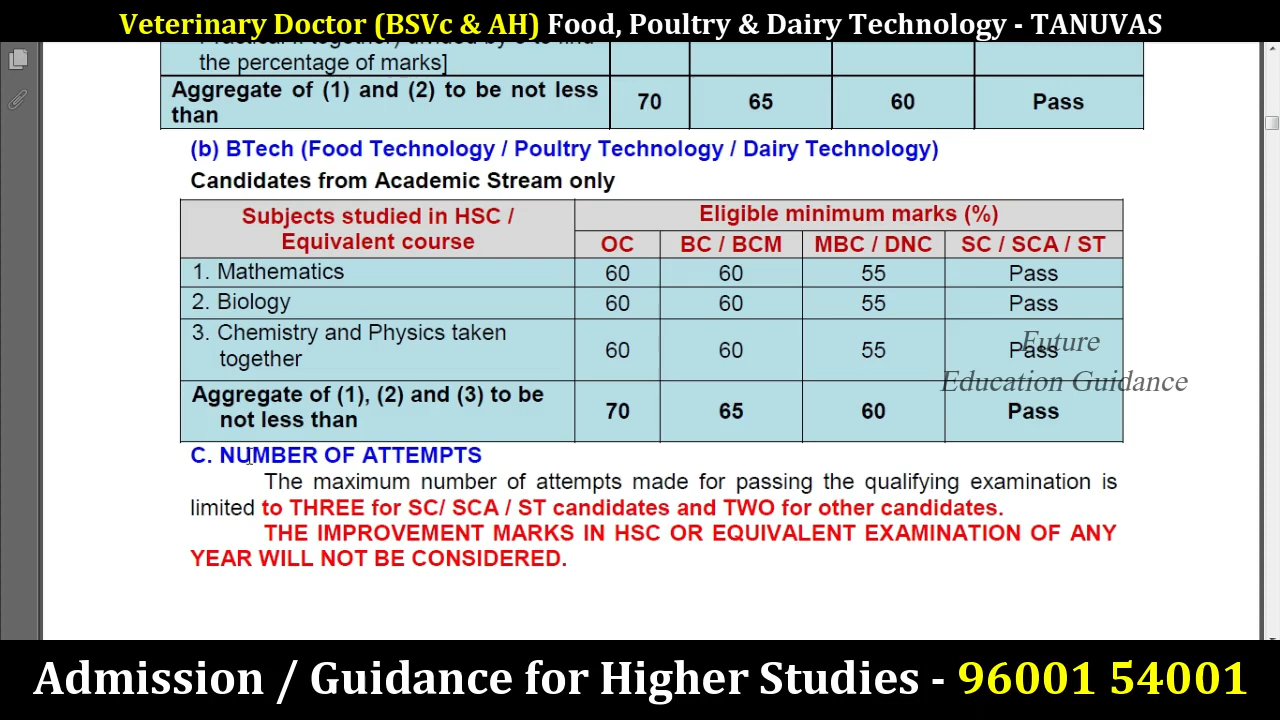 Veterinary Doctor (BSVc & AH) Food, Poultry & Dairy Technology - TANUVAS
the percentage of marks]
Aggregate of (1) and (2) to be not less than 70 65 60 Pass
(b) BTech (Food Technology / Poultry Technology / Dairy Technology)
Candidates from Academic Stream only
Subjects studied in HSC / Equivalent course
Eligible minimum marks (%)
OC BC / BCM MBC / DNC SC / SCA / ST
1. Mathematics 60 60 55 Pass
2. Biology 60 60 55 Pass
3. Chemistry and Physics taken together 60 60 55 Pass
Future
Education Guidance
Aggregate of (1), (2) and (3) to be not less than 70 65 60 Pass
C. NUMBER OF ATTEMPTS
The maximum number of attempts made for passing the qualifying examination is
limited to THREE for SC/ SCA / ST candidates and TWO for other candidates.
THE IMPROVEMENT MARKS IN HSC OR EQUIVALENT EXAMINATION OF ANY
YEAR WILL NOT BE CONSIDERED.
Admission / Guidance for Higher Studies - 96001 54001